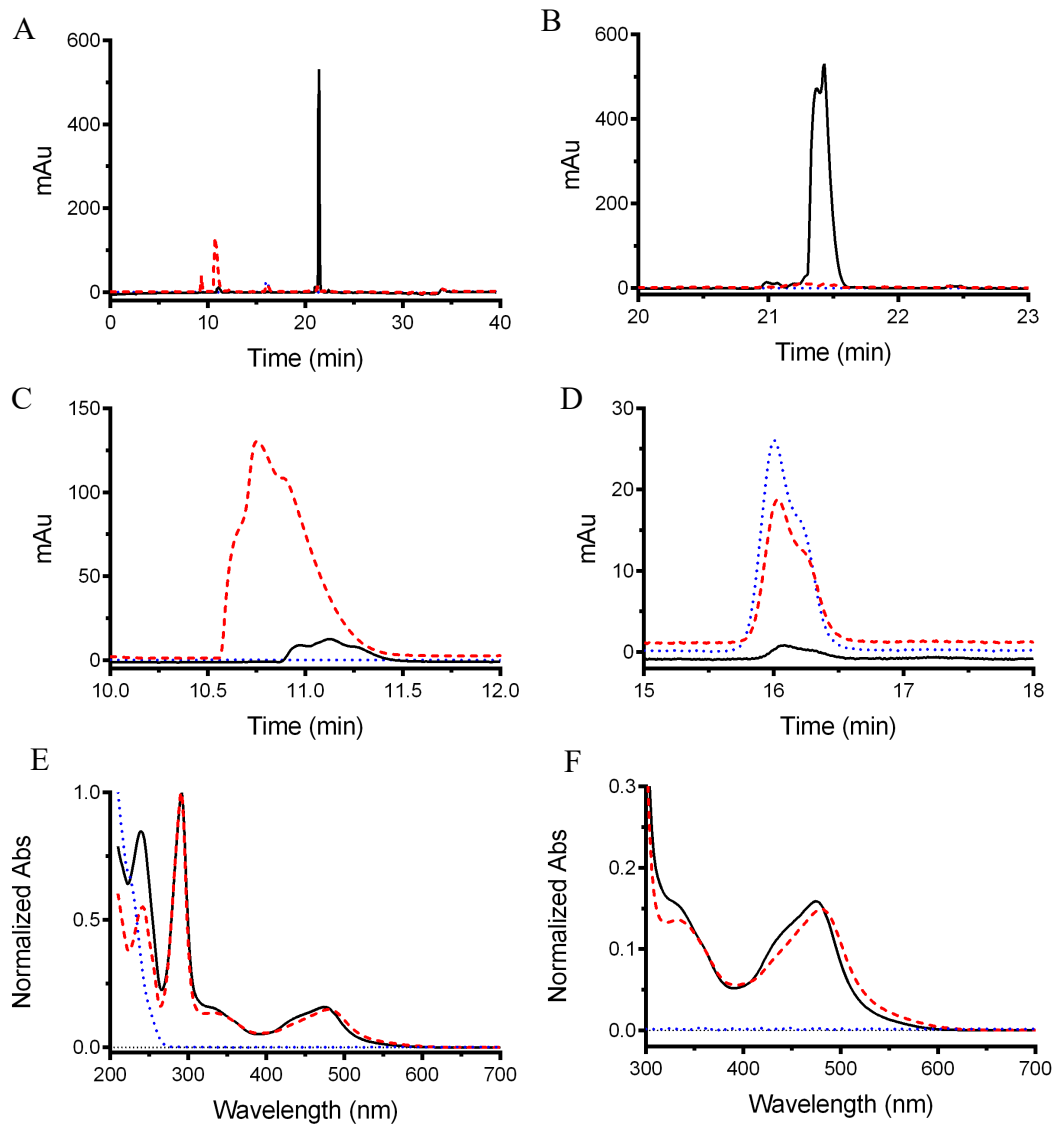 A
600
400
200
0
mAu
0 10 20 30 40
Time (min)
B
600
400
200
0
mAu
20 21 22 23
Time (min)
C
150
100
50
0
mAu
10.0 10.5 11.0 11.5 12.0
Time (min)
D
30
20
10
0
mAu
15 16 17 18
Time (min)
E
1.0
0.5
0.0
Normalized Abs
200 300 400 500 600 700
Wavelength (nm)
F
0.3
0.2
0.1
0.0
Normalized Abs
300 400 500 600 700
Wavelength (nm)